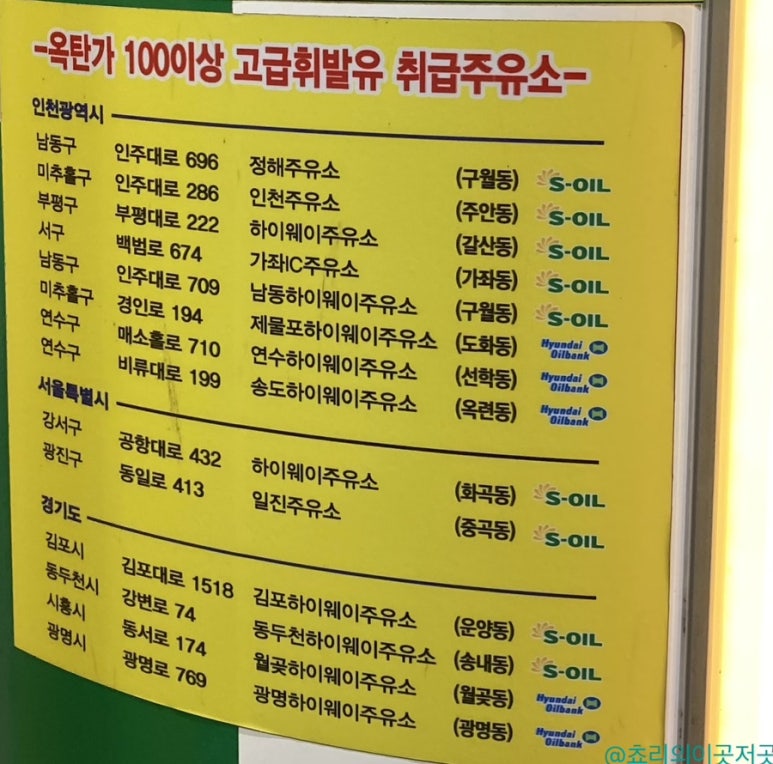 -옥탄가 100이상 고급휘발유 취급주유소-
인천광역시
남동구 인주대로 696 정해주유소 (구월동) S-OIL
미추홀구 인주대로 286 인천주유소 (주안동) S-OIL
부평구 부평대로 222 하이웨이주유소 (갈산동) S-OIL
서구 백범로 674 가좌IC주유소 (가좌동) S-OIL
남동구 인주대로 709 남동하이웨이주유소 (구월동) S-OIL
미추홀구 경인로 194 제물포하이웨이주유소 (도화동) Hyundai Oilbank
연수구 매소홀로 710 연수하이웨이주유소 (선학동) Hyundai Oilbank
연수구 비류대로 199 송도하이웨이주유소 (옥련동) Hyundai Oilbank
서울특별시
강서구 공항대로 432 하이웨이주유소 (화곡동) S-OIL
광진구 동일로 413 일진주유소 (중곡동) S-OIL
경기도
김포시 김포대로 1518 김포하이웨이주유소 (운양동) S-OIL
동두천시 강변로 74 동두천하이웨이주유소 (송내동) S-OIL
시흥시 동서로 174 월곶하이웨이주유소 (월곶동) Hyundai Oilbank
광명시 광명로 769 광명하이웨이주유소 (광명동) Hyundai Oilbank
@쵸리의이곳저곳